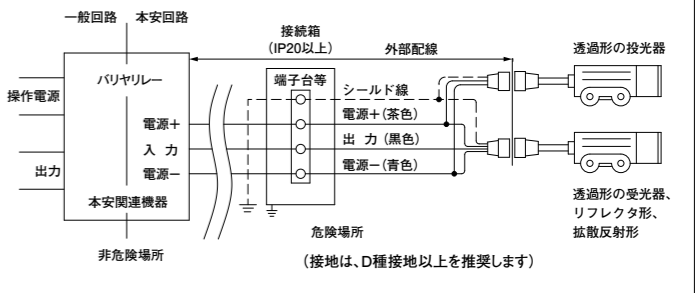 一般回路
本安回路
接続箱
(IP20以上)
外部配線
透過形の投光器
バリヤリレー
端子台等
シールド線
操作電源
電源+
電源+(茶色)
入 力
出 力(黒色)
出力
電源−
電源−(青色)
本安関連機器
透過形の受光器、
リフレクタ形、
拡散反射形
非危険場所
危険場所
(接地は、D種接地以上を推奨します)